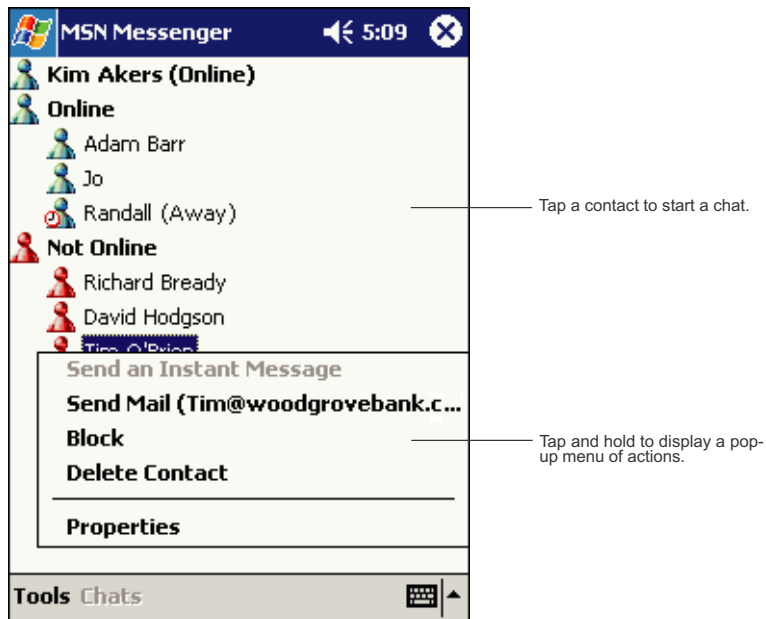 MSN Messenger 5:09
Kim Akers (Online)
Online
Adam Barr
Jo
Randall (Away)
Tap a contact to start a chat.
Not Online
Richard Bready
David Hodgson
Tim O'Brien
Send an Instant Message
Send Mail (Tim@woodgrovebank.c...
Block
Tap and hold to display a pop-
up menu of actions.
Delete Contact
Properties
Tools Chats